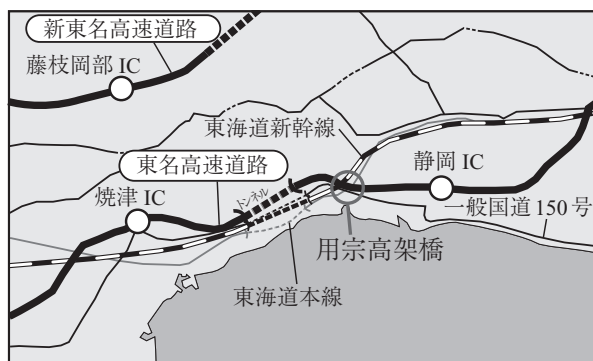 新東名高速道路
藤枝岡部 IC
東海道新幹線
東名高速道路
静岡 IC
焼津 IC
トンネル
一般国道 150 号
用宗高架橋
東海道本線